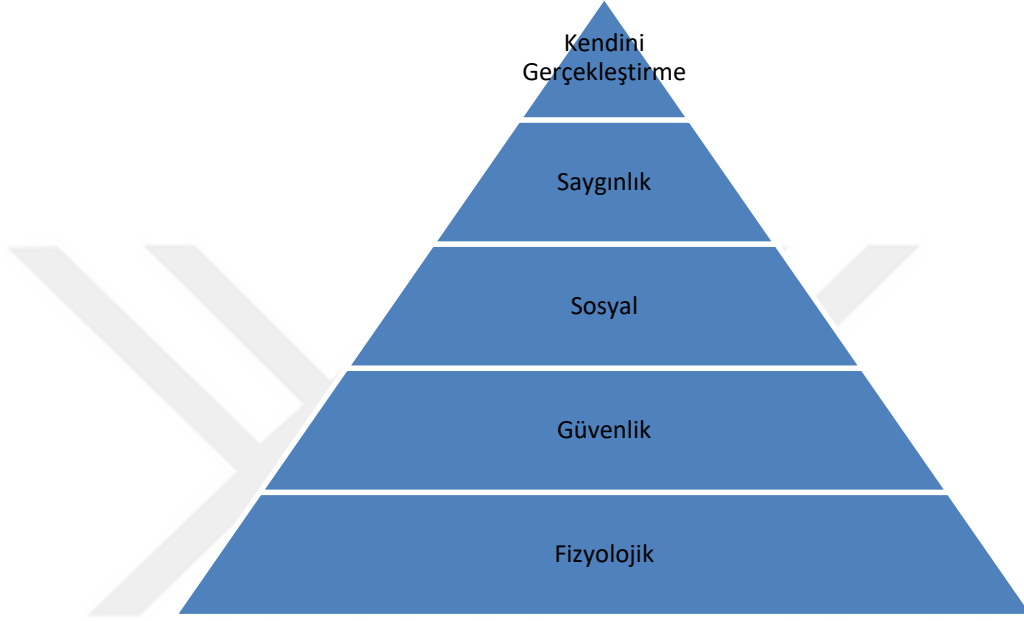 Kendini
Gerçekleştirme
Saygınlık
Sosyal
Güvenlik
Fizyolojik